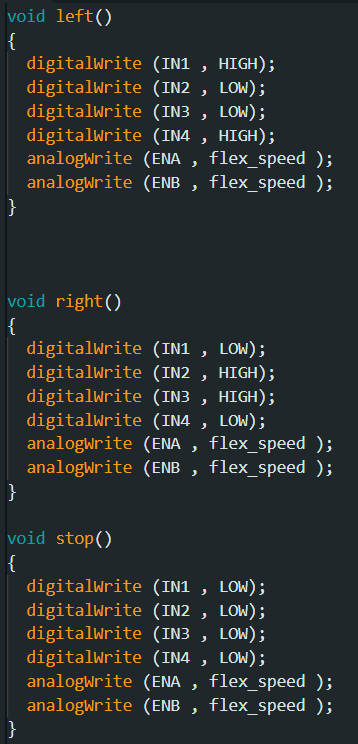 void left()
{
  digitalWrite (IN1 , HIGH);
  digitalWrite (IN2 , LOW);
  digitalWrite (IN3 , LOW);
  digitalWrite (IN4 , HIGH);
  analogWrite (ENA , flex_speed );
  analogWrite (ENB , flex_speed );
}
void right()
{
  digitalWrite (IN1 , LOW);
  digitalWrite (IN2 , HIGH);
  digitalWrite (IN3 , HIGH);
  digitalWrite (IN4 , LOW);
  analogWrite (ENA , flex_speed );
  analogWrite (ENB , flex_speed );
}
void stop()
{
  digitalWrite (IN1 , LOW);
  digitalWrite (IN2 , LOW);
  digitalWrite (IN3 , LOW);
  digitalWrite (IN4 , LOW);
  analogWrite (ENA , flex_speed );
  analogWrite (ENB , flex_speed );
}